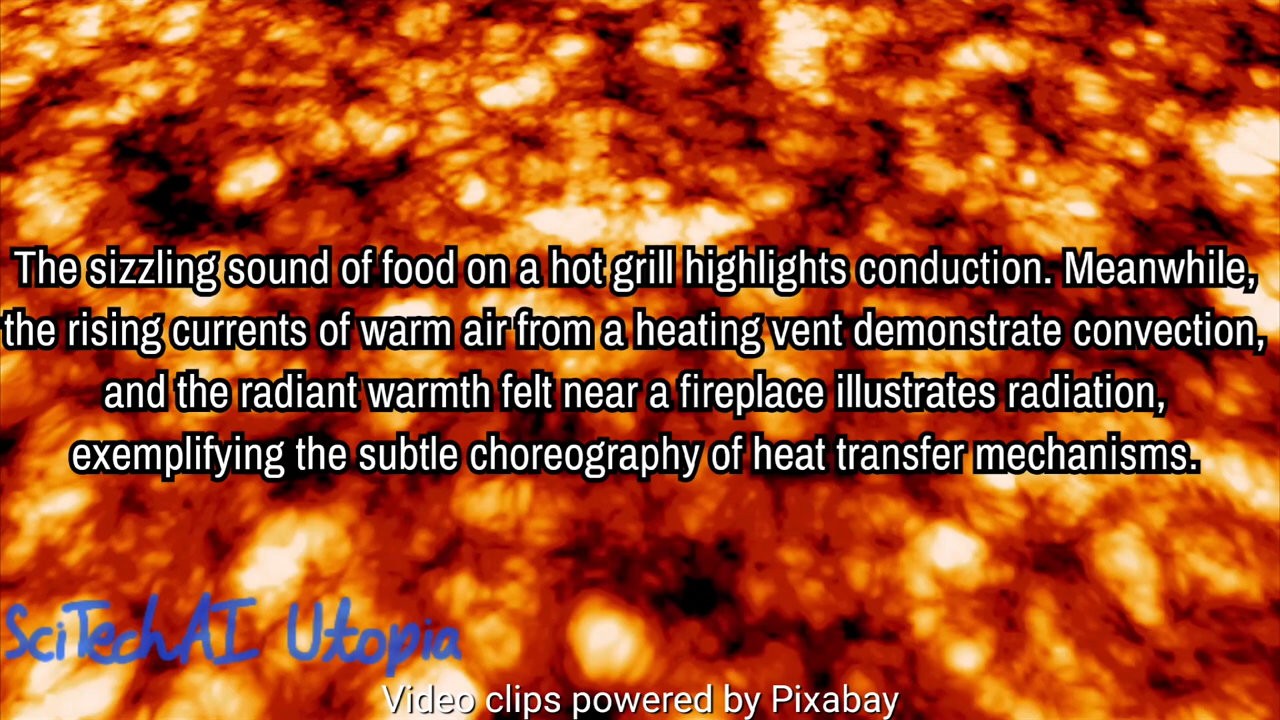 The sizzling sound of food on a hot grill highlights conduction. Meanwhile,
the rising currents of warm air from a heating vent demonstrate convection,
and the radiant warmth felt near a fireplace illustrates radiation,
exemplifying the subtle choreography of heat transfer mechanisms.
SciTechAI Utopia
Video clips powered by Pixabay